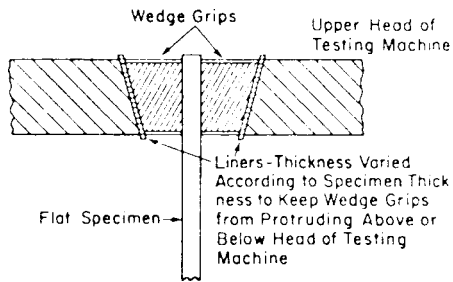 Wedge Grips
Upper Head of
Testing Machine
Liners-Thickness Varied
According to Specimen Thick
ness to Keep Wedge Grips
from Protruding Above or
Below Head of Testing
Machine
Flat Specimen